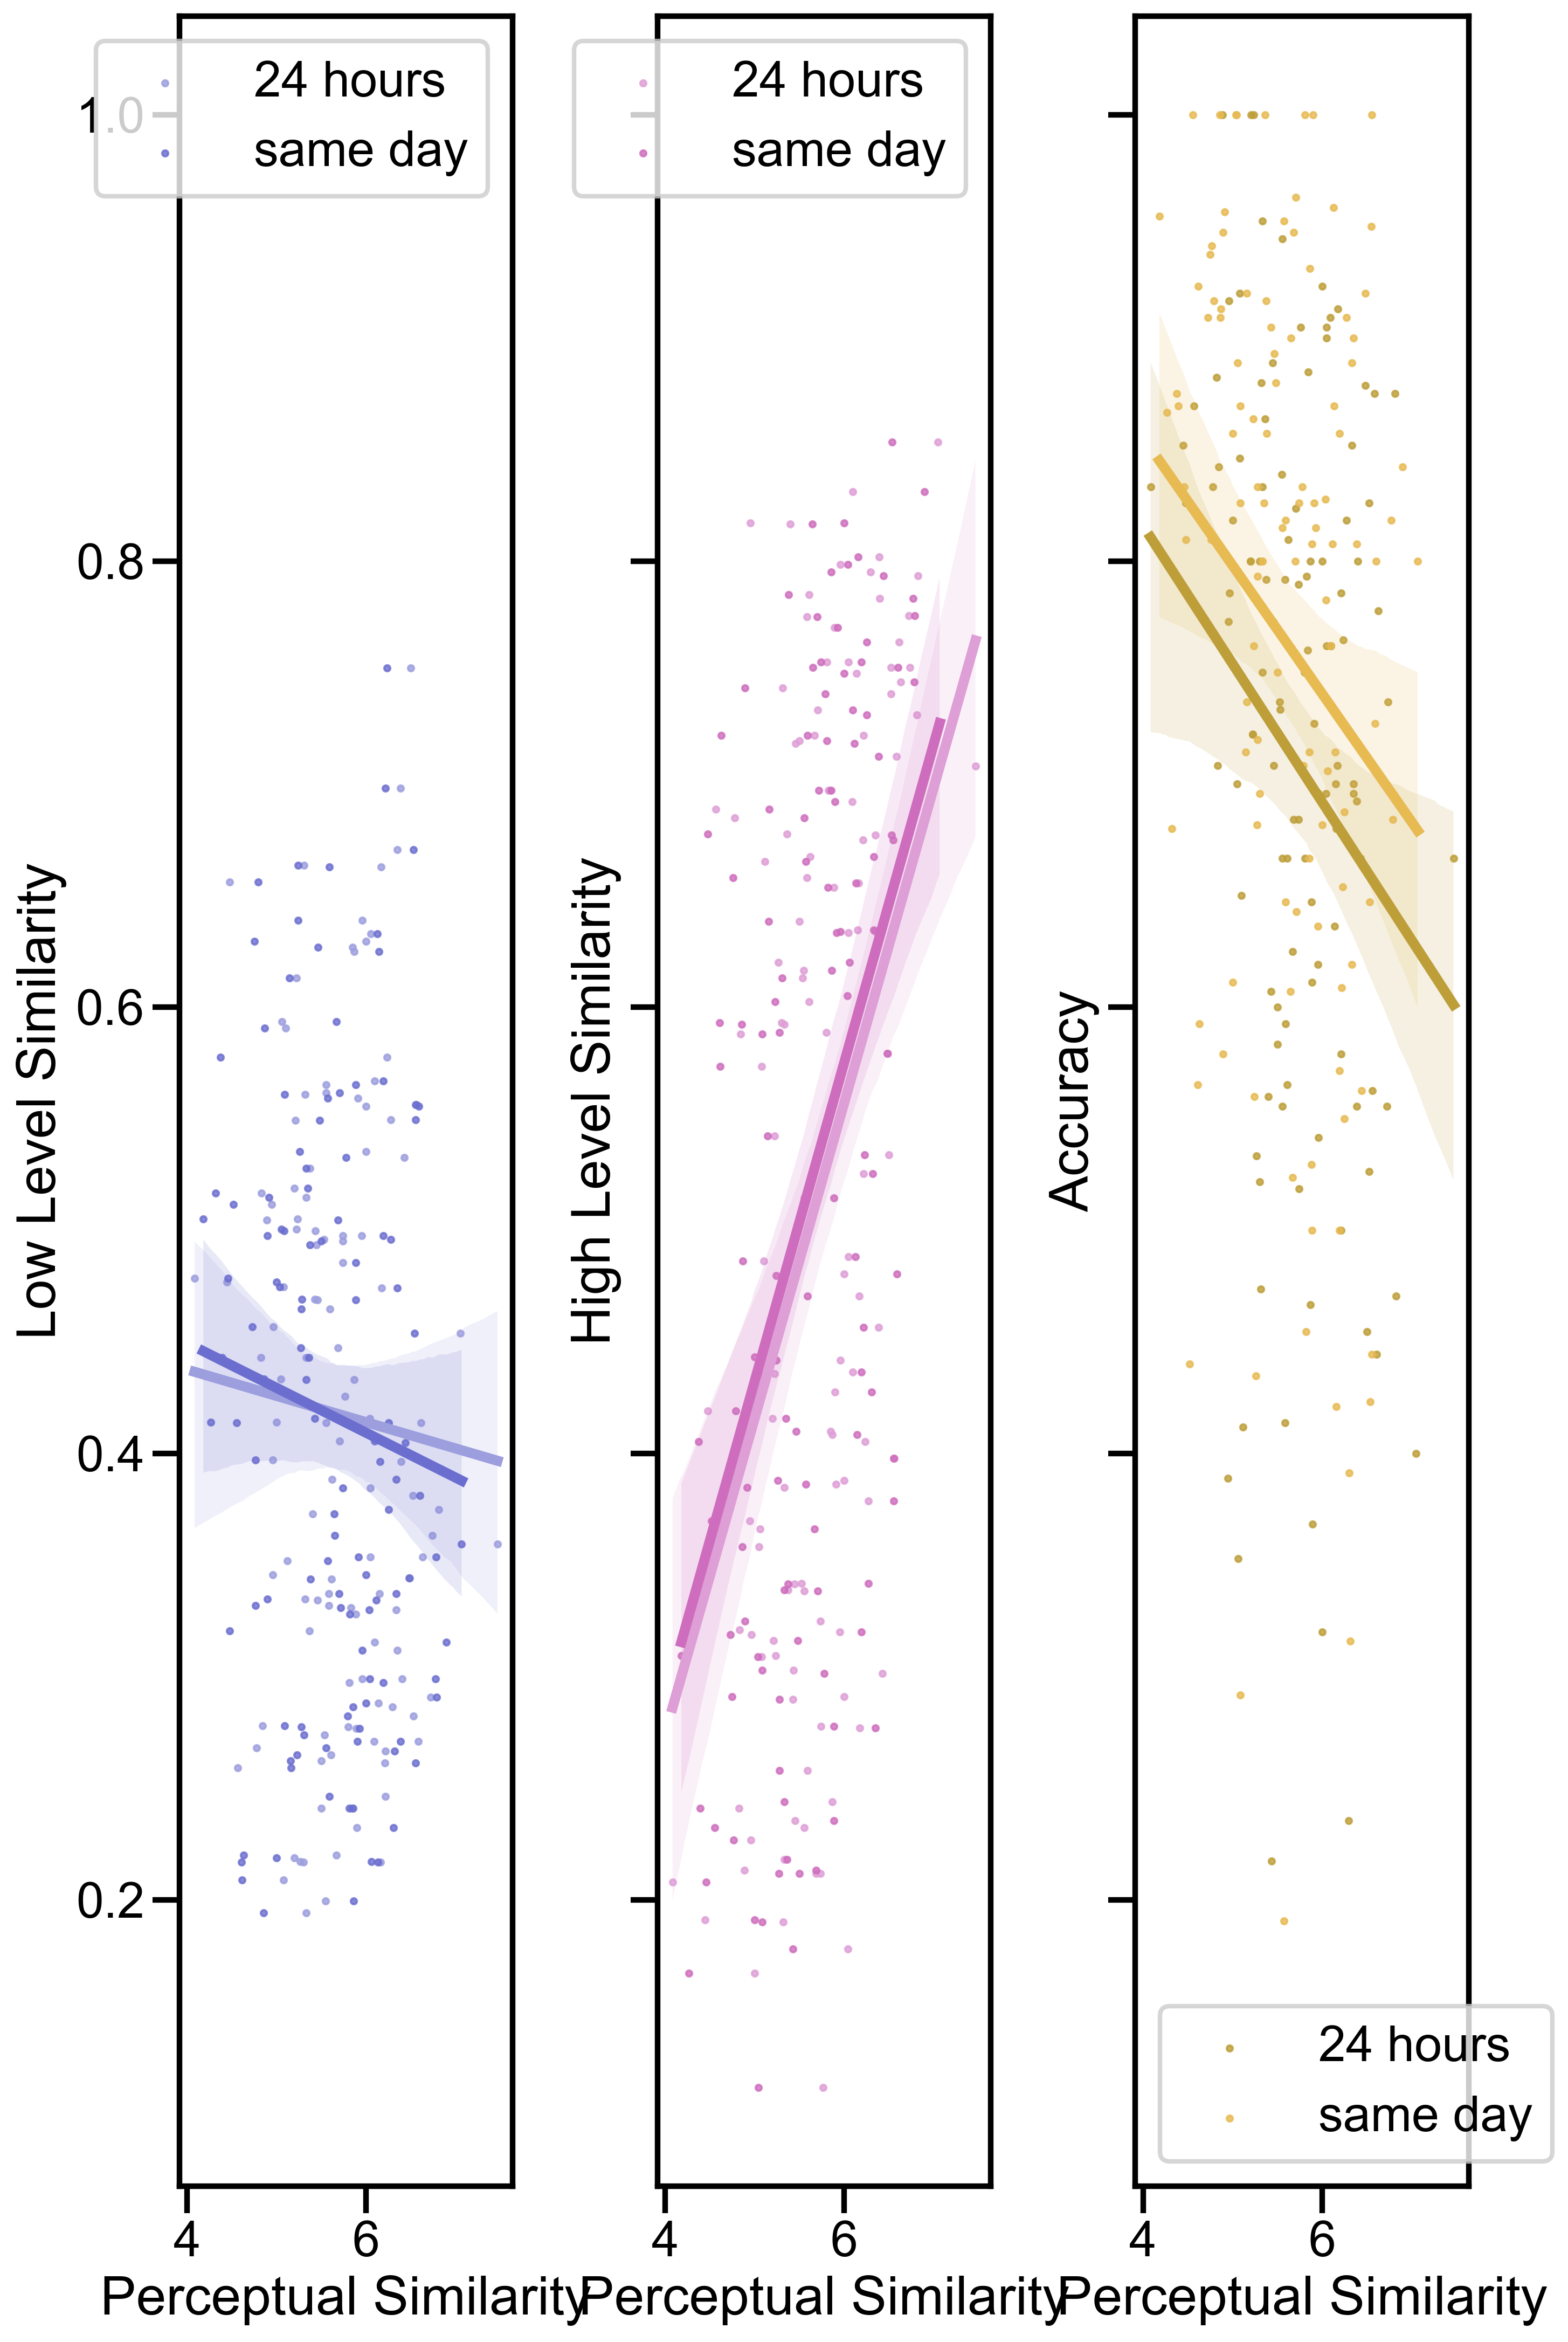 24 hours
same day
24 hours
same day
1.0
0.8
0.6
0.4
0.2
Low Level Similarity
High Level Similarity
Accuracy
24 hours
same day
4 6
4 6
4 6
Perceptual Similarity
Perceptual Similarity
Perceptual Similarity